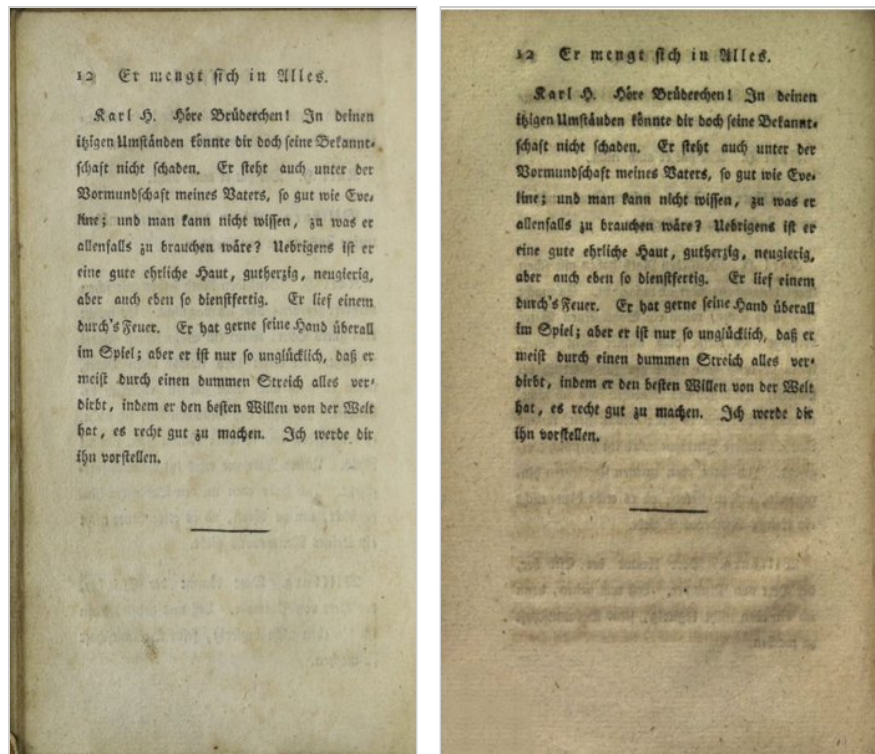 12 Er mengt sich in Alles.
Karl H. Höre Brüderchen! In deinen
itzigen Umständen könnte dir doch seine Bekannt-
schaft nicht schaden. Er steht auch unter der
Vormundschaft meines Vaters, so gut wie Eve-
line; und man kann nicht wissen, zu was er
allenfalls zu brauchen wäre? Uebrigens ist er
eine gute ehrliche Haut, gutherzig, neugierig,
aber auch eben so dienstfertig. Er lief einem
durch's Feuer. Er hat gerne seine Hand überall
im Spiel; aber er ist nur so unglücklich, daß er
meist durch einen dummen Streich alles ver-
dirbt, indem er den besten Willen von der Welt
hat, es recht gut zu machen. Ich werde dir
ihn vorstellen.
12 Er mengt sich in Alles.
Karl H. Höre Brüderchen! In deinen
itzigen Umständen könnte dir doch seine Bekannt-
schaft nicht schaden. Er steht auch unter der
Vormundschaft meines Vaters, so gut wie Eve-
line; und man kann nicht wissen, zu was er
allenfalls zu brauchen wäre? Uebrigens ist er
eine gute ehrliche Haut, gutherzig, neugierig,
aber auch eben so dienstfertig. Er lief einem
durch's Feuer. Er hat gerne seine Hand überall
im Spiel; aber er ist nur so unglücklich, daß er
meist durch einen dummen Streich alles ver-
dirbt, indem er den besten Willen von der Welt
hat, es recht gut zu machen. Ich werde dir
ihn vorstellen.